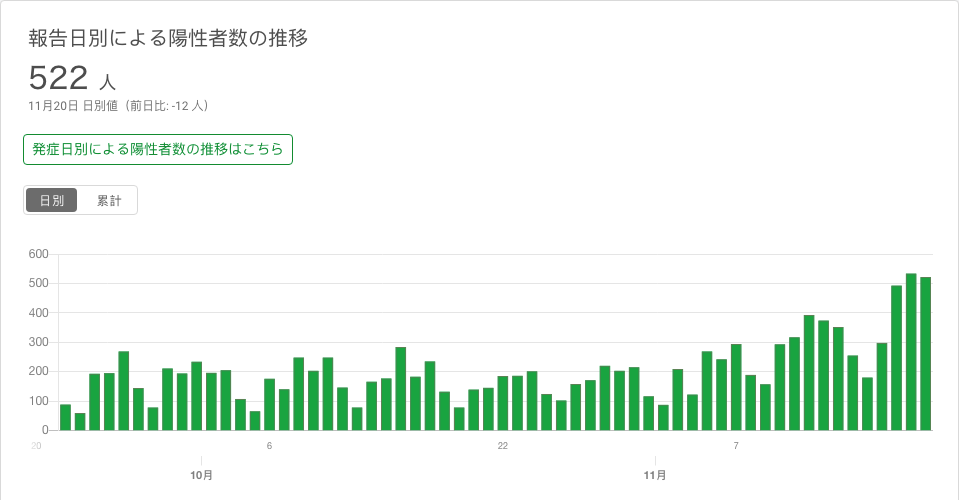 報告日別による陽性者数の推移
522 人
11月20日 日別値（前日比: -12 人）
発症日別による陽性者数の推移はこちら
日別 累計
600
500
400
300
200
100
0
20 6 22 7
10月 11月